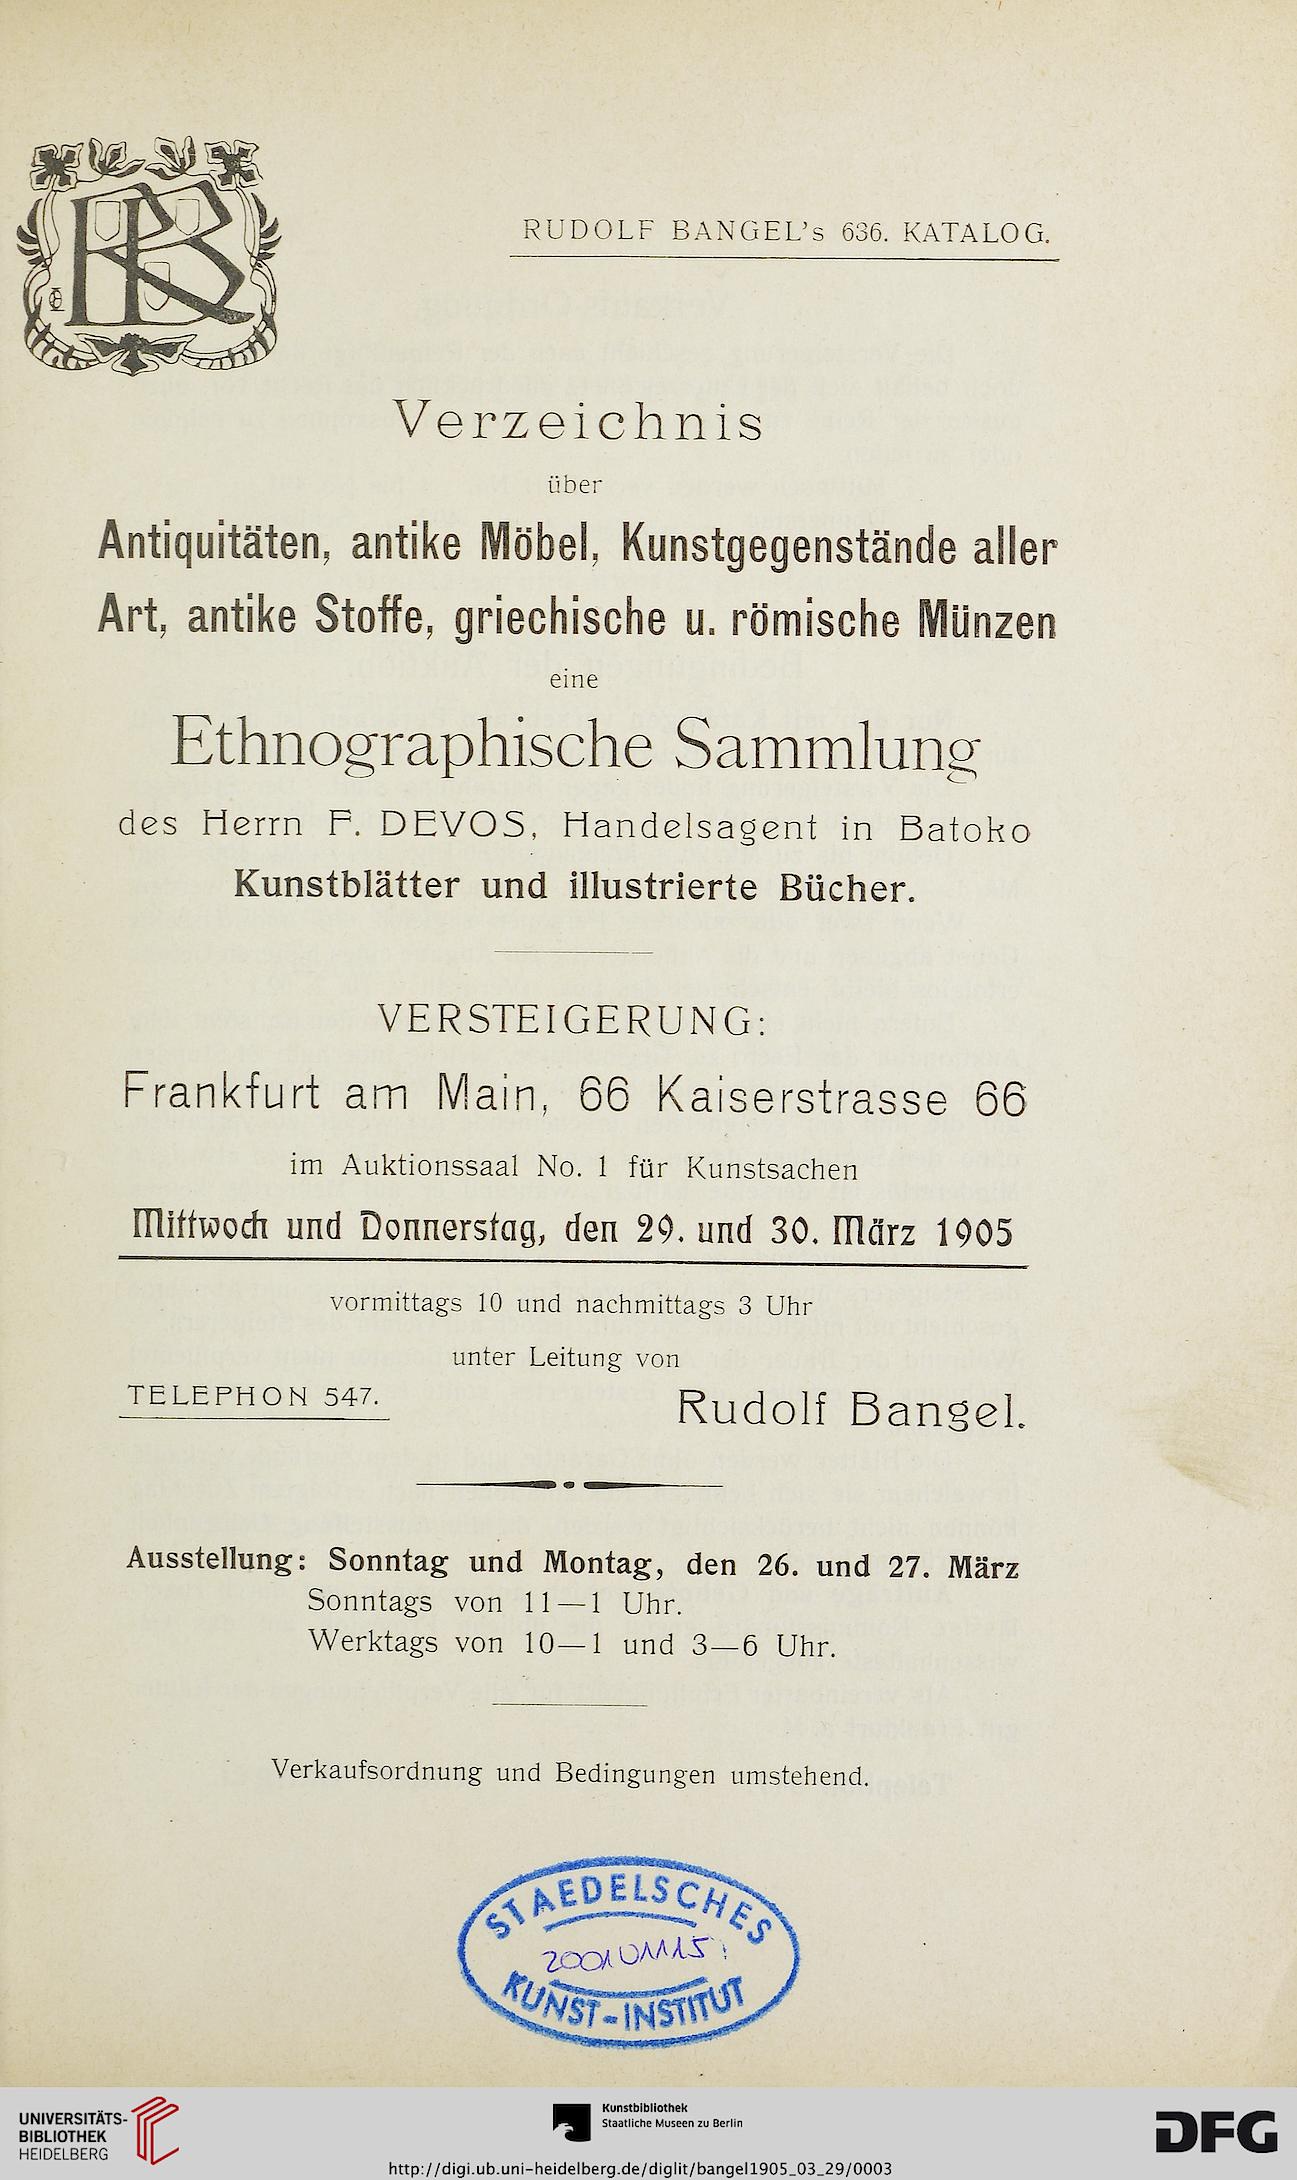 RUDOLF BANGEL's 636. KATALOG.
Verzeichnis
über
Antiquitäten, antike Möbel, Kunstgegenstände aller
Art, antike Stoffe, griechische u. römische Münzen
eine
Ethnographische Sammlung
des Herrn F. DEVOS, Handelsagent in Batoko
Kunstblätter und illustrierte Bücher.
VERSTEIGERUNG:
Frankfurt am Main, 66 Kaiserstrasse 66
im Auktionssaal No. 1 für Kunstsachen
Mittwoch und Donnerstag, den 29. und 30. März 1905
vormittags 10 und nachmittags 3 Uhr
unter Leitung von
TELEPHON 547.
Rudolf Bangel.
Ausstellung: Sonntag und Montag, den 26. und 27. März
Sonntags von 11—1 Uhr.
Werktags von 10—1 und 3—6 Uhr.
Verkaufsordnung und Bedingungen umstehend.
STAEDELSCHES
KUNST-INSTITUT
UNIVERSITÄTS-
BIBLIOTHEK
HEIDELBERG
Kunstbibliothek
Staatliche Museen zu Berlin
DFG
http://digi.ub.uni-heidelberg.de/diglit/bangel1905_03_29/0003